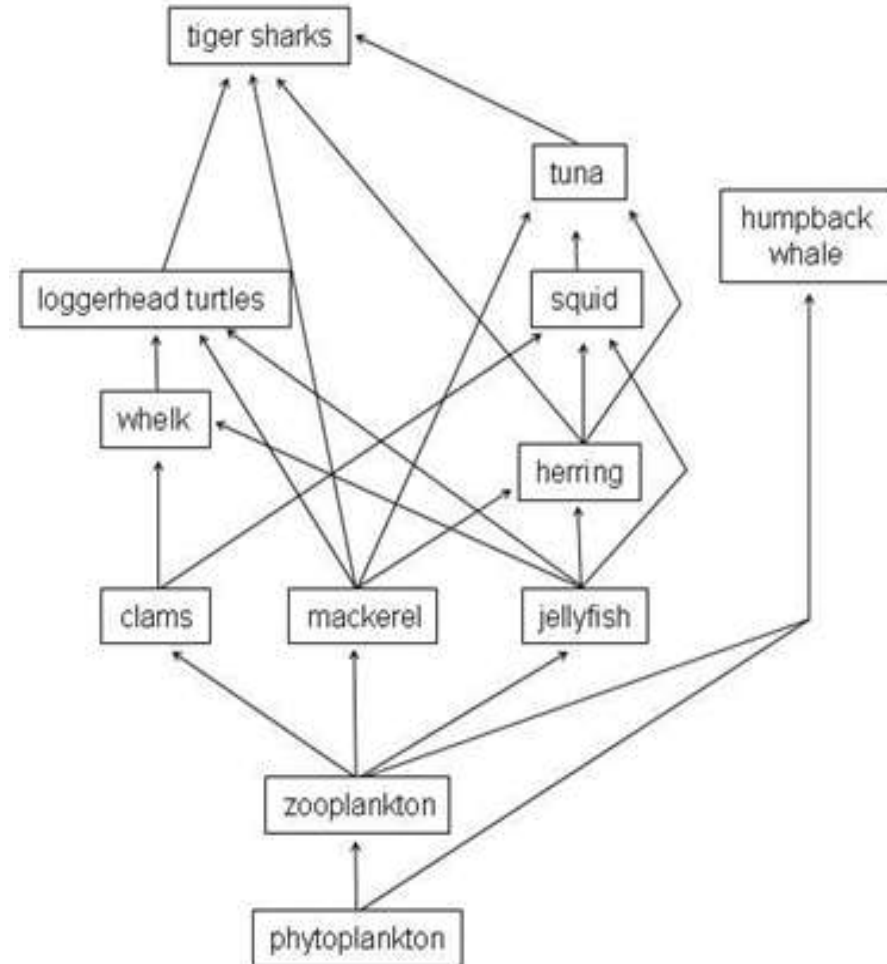 tiger sharks
tuna
humpback
whale
loggerhead turtles
squid
whelk
herring
clams
mackerel
jellyfish
zooplankton
phytoplankton